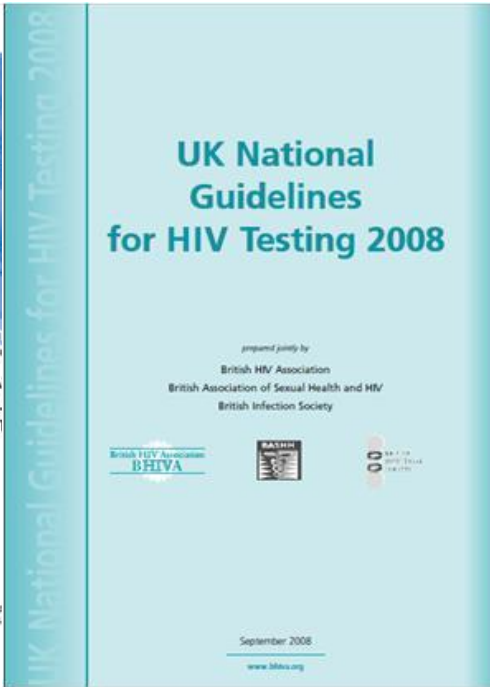 UK National Guidelines for HIV Testing 2008
UK National
Guidelines
for HIV Testing 2008
prepared jointly by
British HIV Association
British Association of Sexual Health and HIV
British Infection Society
British HIV Association
BHIVA
BASHH
September 2008
www.bhiva.org